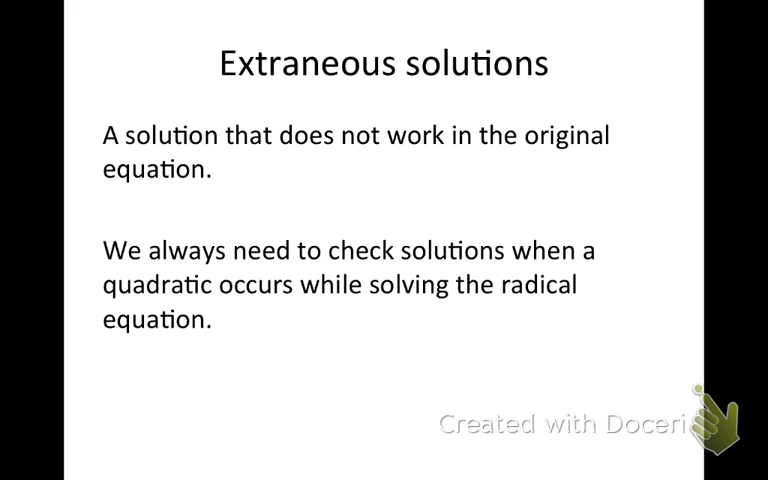 Extraneous solutions
A solution that does not work in the original
equation.
We always need to check solutions when a
quadratic occurs while solving the radical
equation.
Created with Doceri